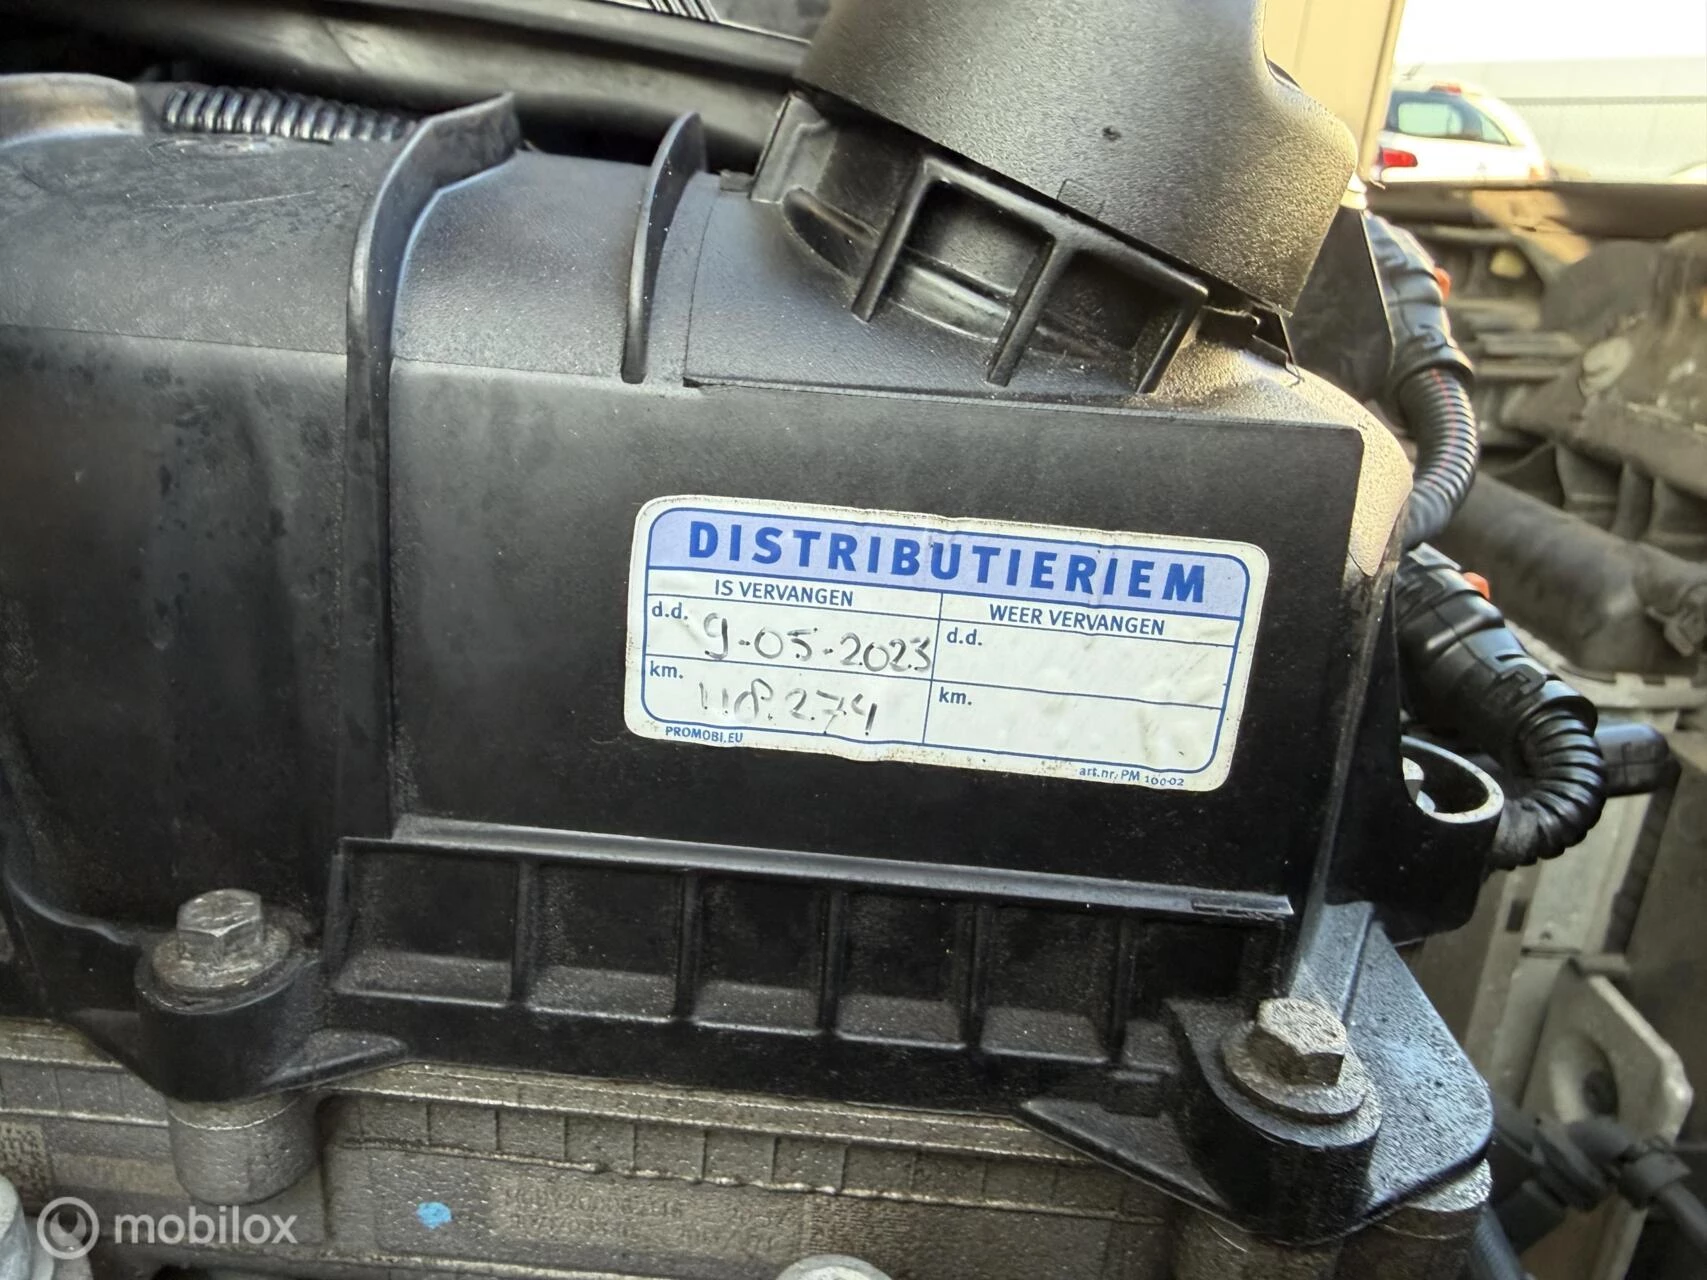 DISTRIBUTIERIEM
IS VERVANGEN
WEER VERVANGEN
d.d. 9-05-2023
d.d.
km. 118.274
km.
PROMOBI.EU
art.nr. PM 100-02
mobilox